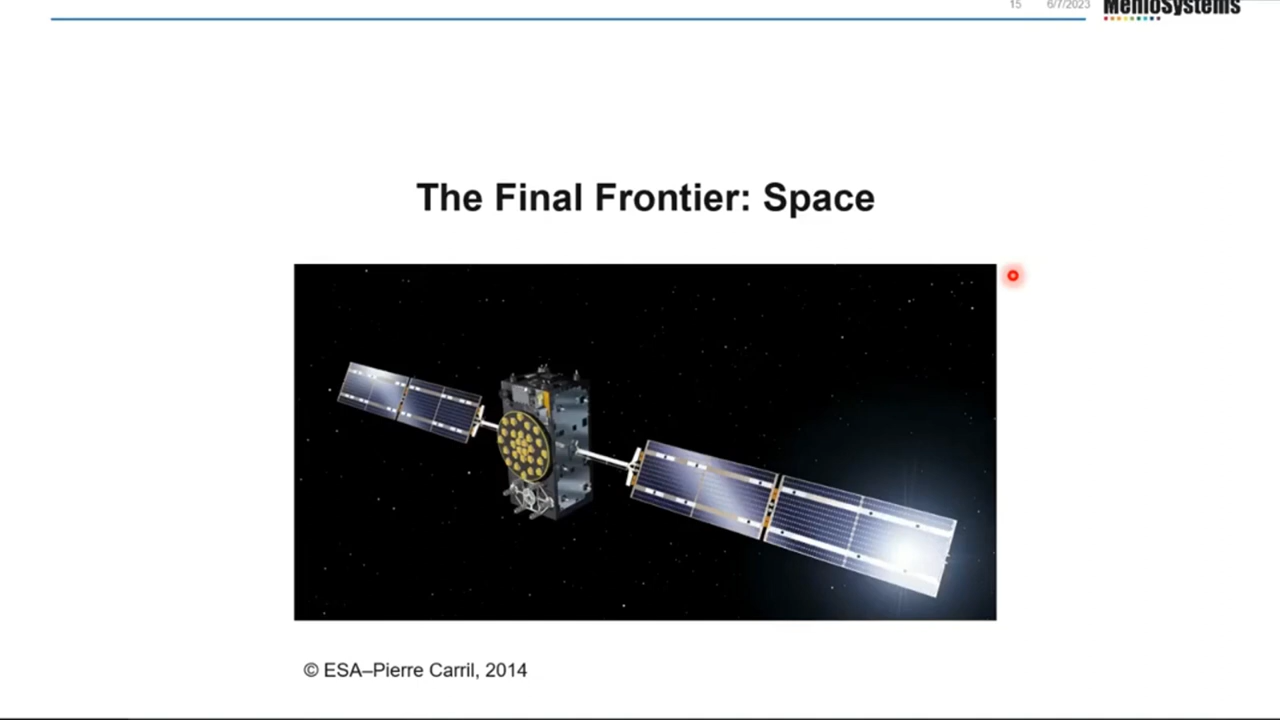 15 6/7/2023 MenloSystems
The Final Frontier: Space
© ESA–Pierre Carril, 2014